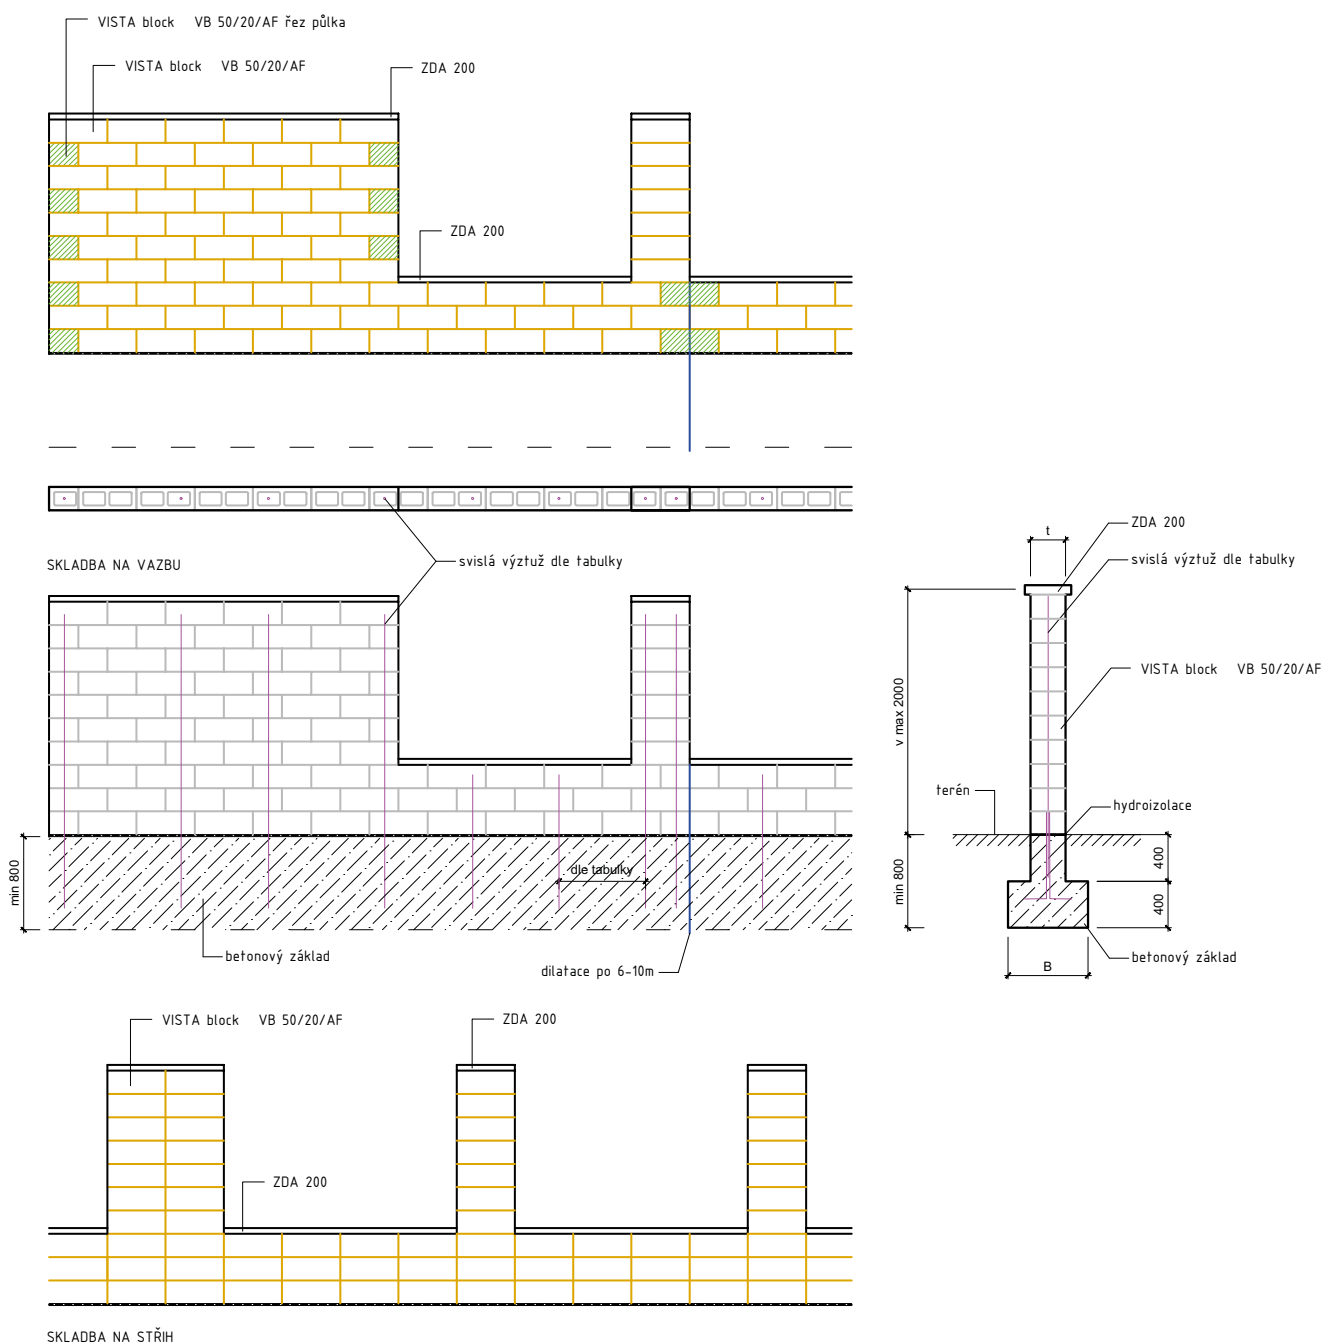 VISTA block VB 50/20/AF řez půlka
VISTA block VB 50/20/AF
ZDA 200
ZDA 200
SKLADBA NA VAZBU
svislá výztuž dle tabulky
min 800
dle tabulky
betonový základ
dilatace po 6-10m
t
ZDA 200
svislá výztuž dle tabulky
VISTA block VB 50/20/AF
v max 2000
terén
hydroizolace
min 800
400
400
B
betonový základ
VISTA block VB 50/20/AF
ZDA 200
ZDA 200
SKLADBA NA STŘIH